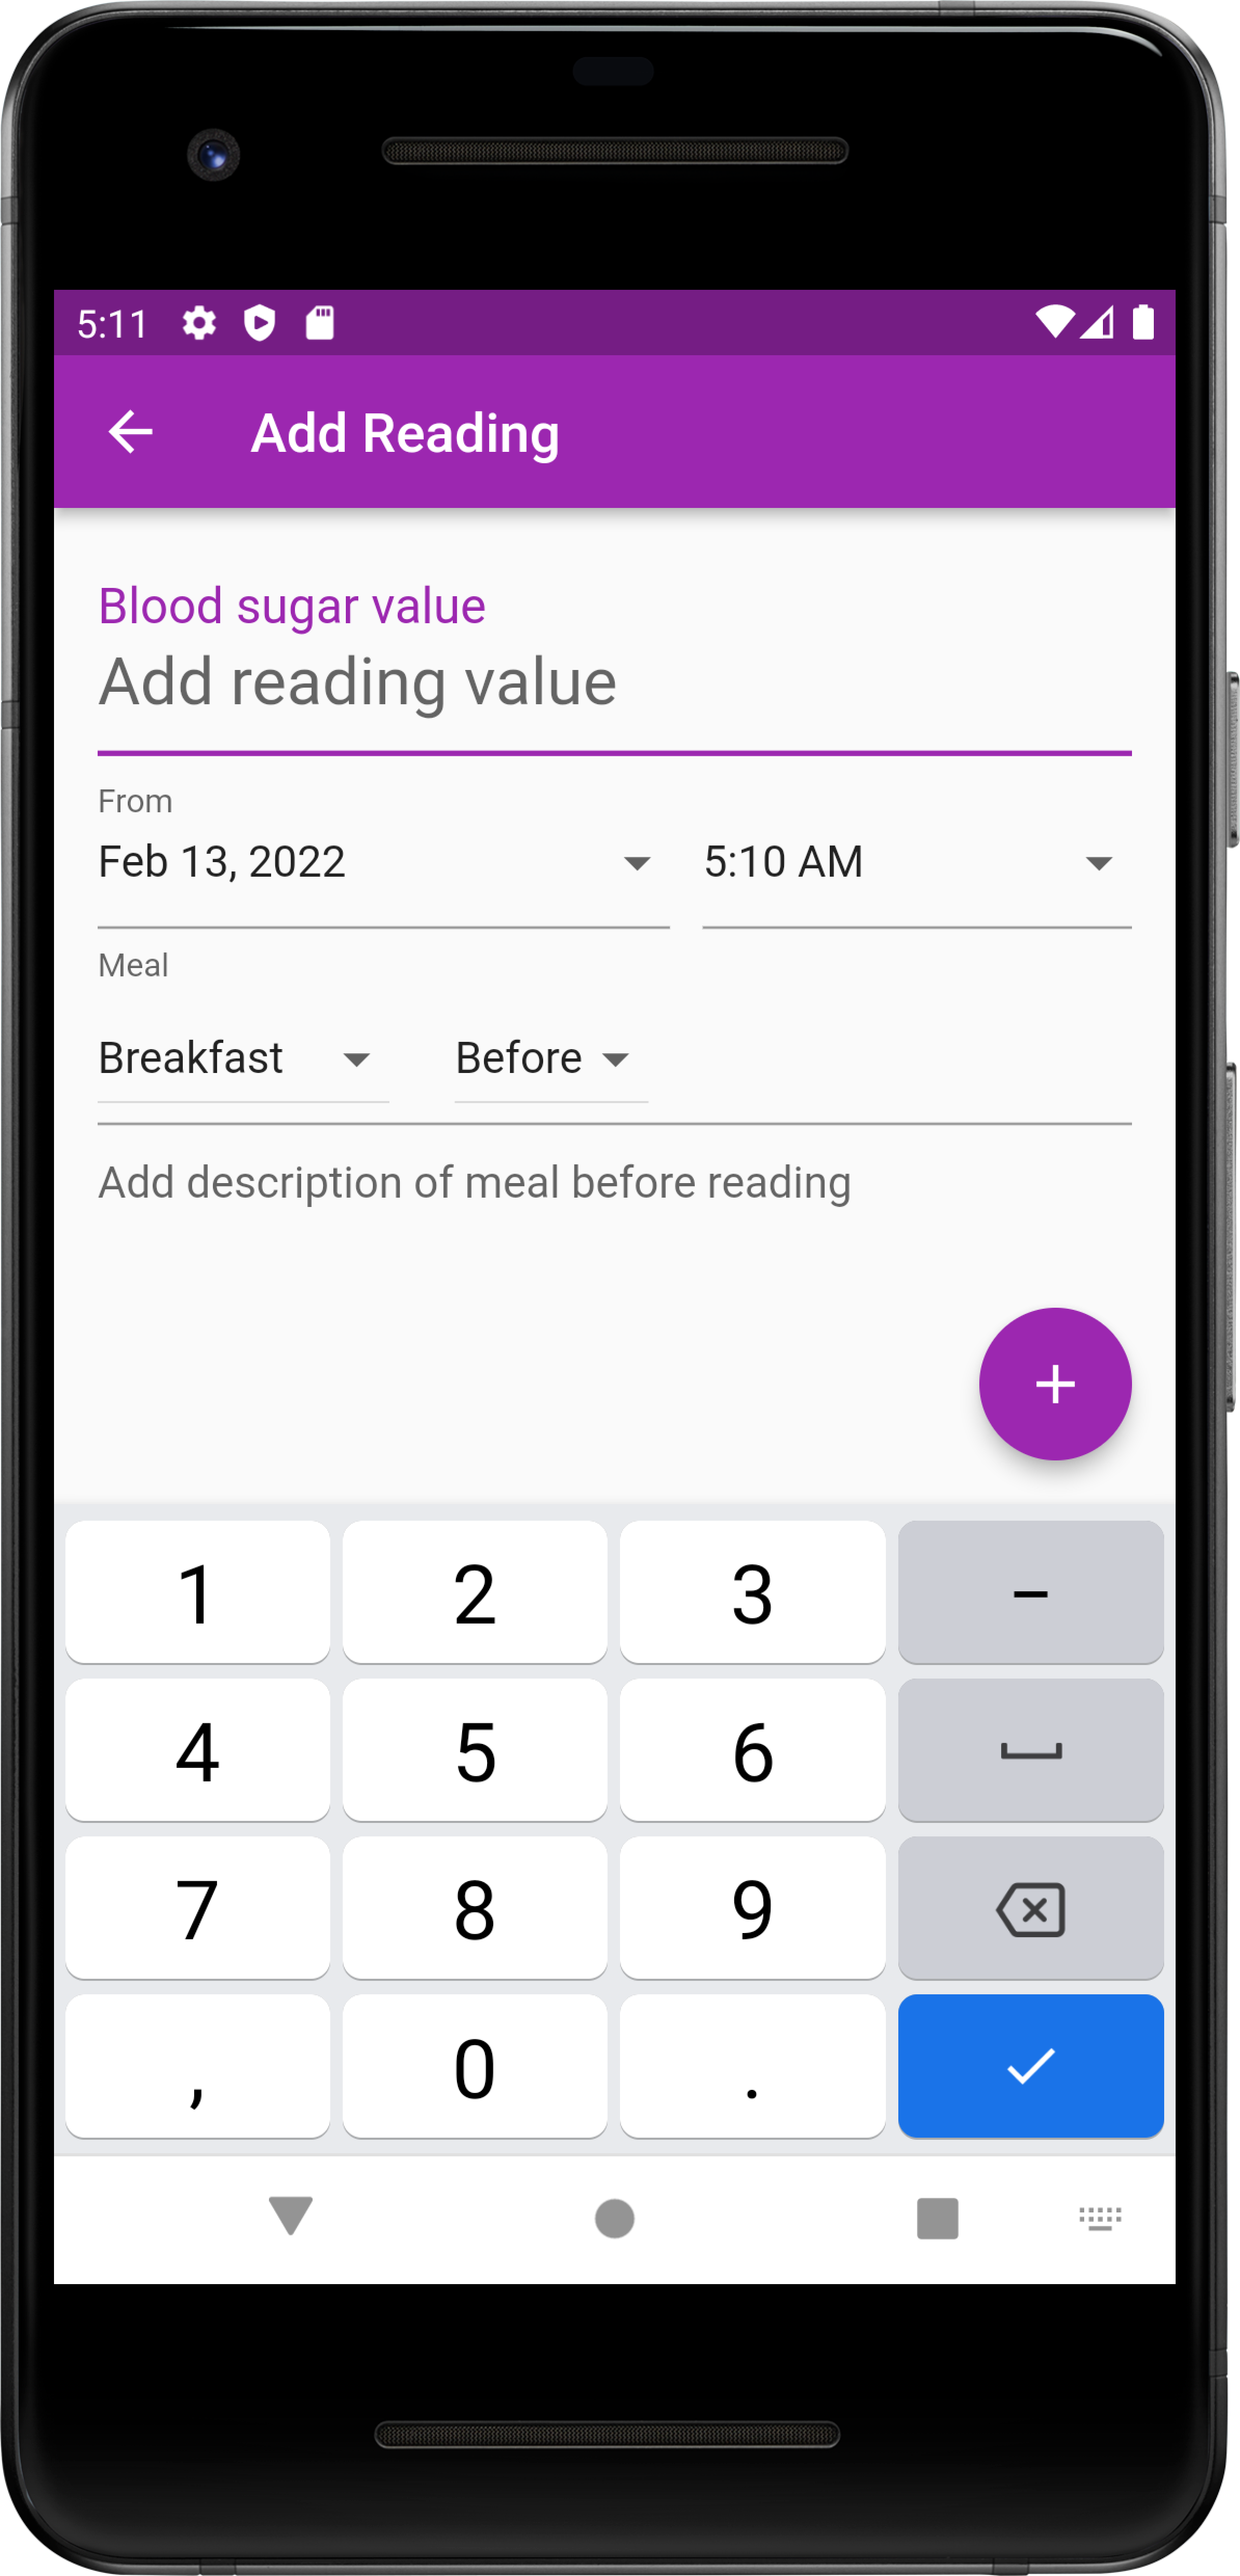 5:11
Add Reading
Blood sugar value
Add reading value
From
Feb 13, 2022 5:10 AM
Meal
Breakfast Before
Add description of meal before reading
+
1 2 3 –
4 5 6
7 8 9
, 0 .